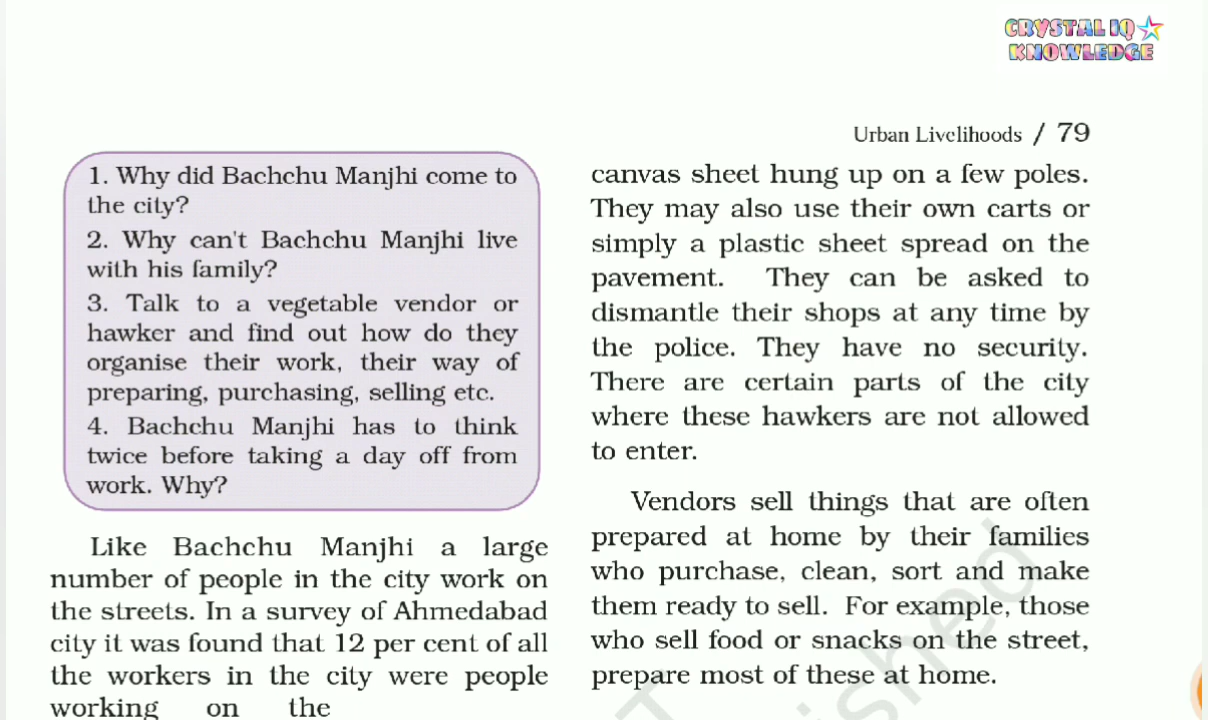 CRYSTAL IQ
KNOWLEDGE
Urban Livelihoods / 79
1. Why did Bachchu Manjhi come to
the city?
2. Why can't Bachchu Manjhi live
with his family?
3. Talk to a vegetable vendor or
hawker and find out how do they
organise their work, their way of
preparing, purchasing, selling etc.
4. Bachchu Manjhi has to think
twice before taking a day off from
work. Why?
Like Bachchu Manjhi a large
number of people in the city work on
the streets. In a survey of Ahmedabad
city it was found that 12 per cent of all
the workers in the city were people
working on the
canvas sheet hung up on a few poles.
They may also use their own carts or
simply a plastic sheet spread on the
pavement. They can be asked to
dismantle their shops at any time by
the police. They have no security.
There are certain parts of the city
where these hawkers are not allowed
to enter.
Vendors sell things that are often
prepared at home by their families
who purchase, clean, sort and make
them ready to sell. For example, those
who sell food or snacks on the street,
prepare most of these at home.